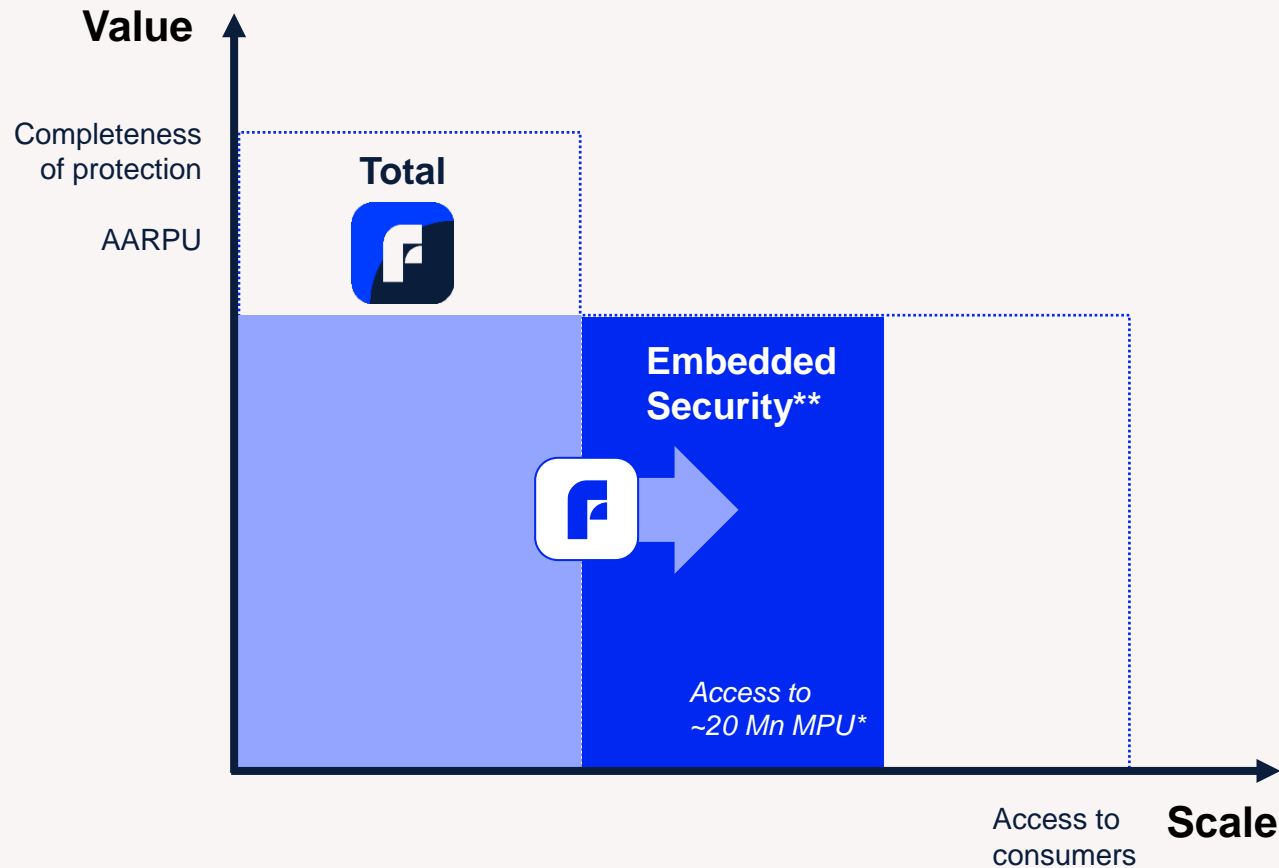 Value
Completeness
of protection
AARPU
Total
Embedded
Security**
Access to
~20 Mn MPU*
Access to
consumers
Scale